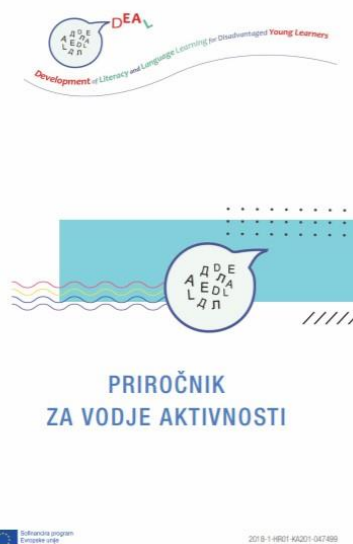 DEAL
Development of Literacy and Language Learning for Disadvantaged Young Learners
PRIROČNIK
ZA VODJE AKTIVNOSTI
Sofinancira program
Evropske unije
2018-1-HR01-KA201-047499